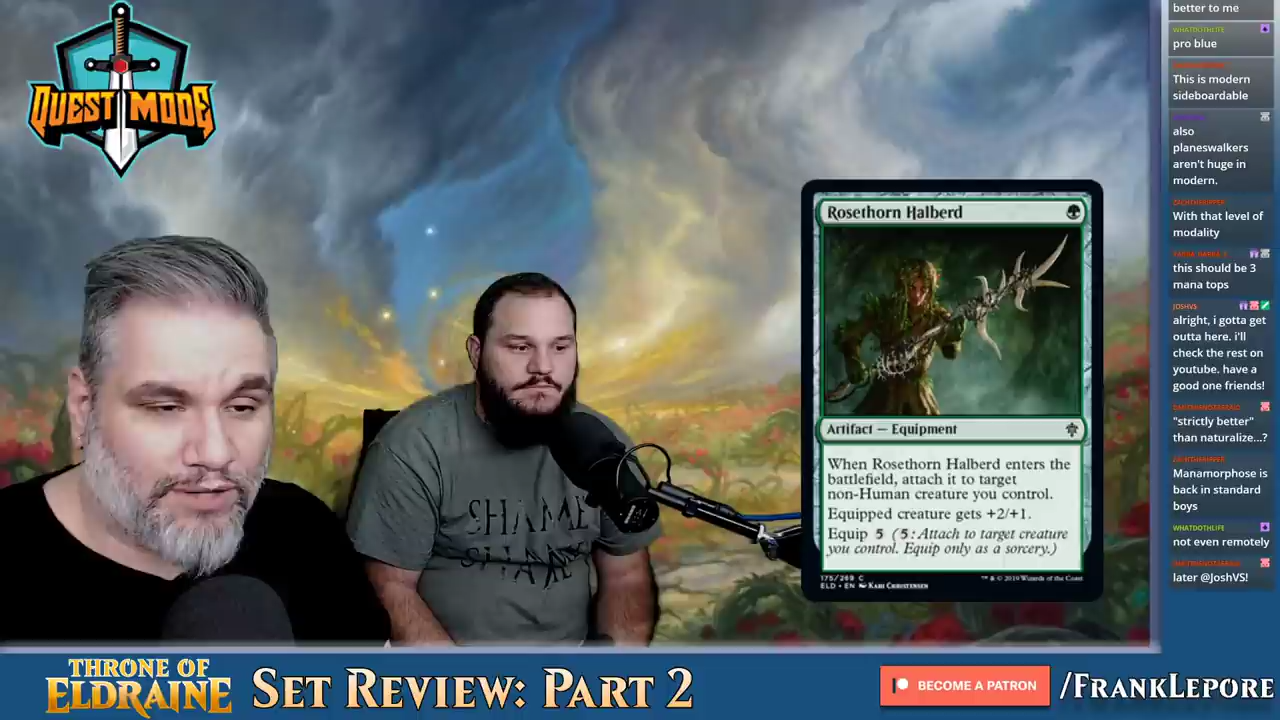 QUEST MODE
SHAME
Rosethorn Halberd
Artifact — Equipment
When Rosethorn Halberd enters the
battlefield, attach it to target
non-Human creature you control.
Equipped creature gets +2/+1.
Equip 5 (5: Attach to target creature
you control. Equip only as a sorcery.)
175/269 C
ELD • EN Kari Christensen
™ & © 2019 Wizards of the Coast
better to me
WHATDOTHLIFE
pro blue
This is modern
sideboardable
also
planeswalkers
aren't huge in
modern.
With that level of
modality
this should be 3
mana tops
JOSHVS
alright, i gotta get
outta here. i'll
check the rest on
youtube. have a
good one friends!
"strictly better"
than naturalize...?
Manamorphose is
back in standard
boys
WHATDOTHLIFE
not even remotely
later @JoshVS!
THRONE OF
ELDRAINE
SET REVIEW: PART 2
BECOME A PATRON
/FRANKLEPORE